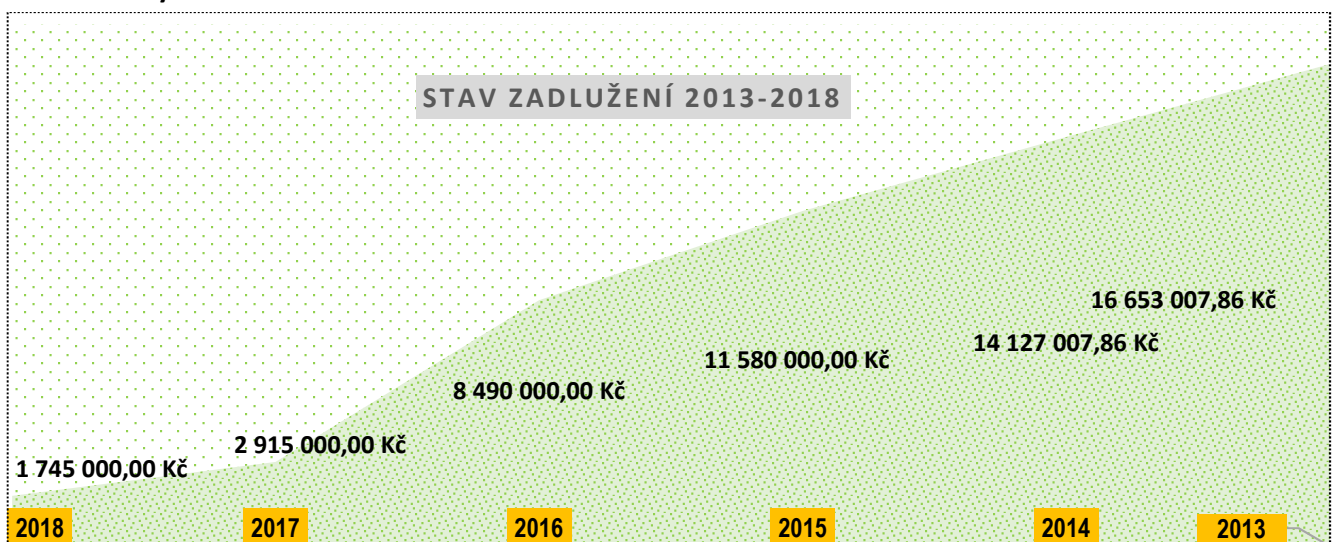 STAV ZADLUŽENÍ 2013-2018
16 653 007,86 Kč
14 127 007,86 Kč
11 580 000,00 Kč
8 490 000,00 Kč
2 915 000,00 Kč
1 745 000,00 Kč
2018 2017 2016 2015 2014 2013